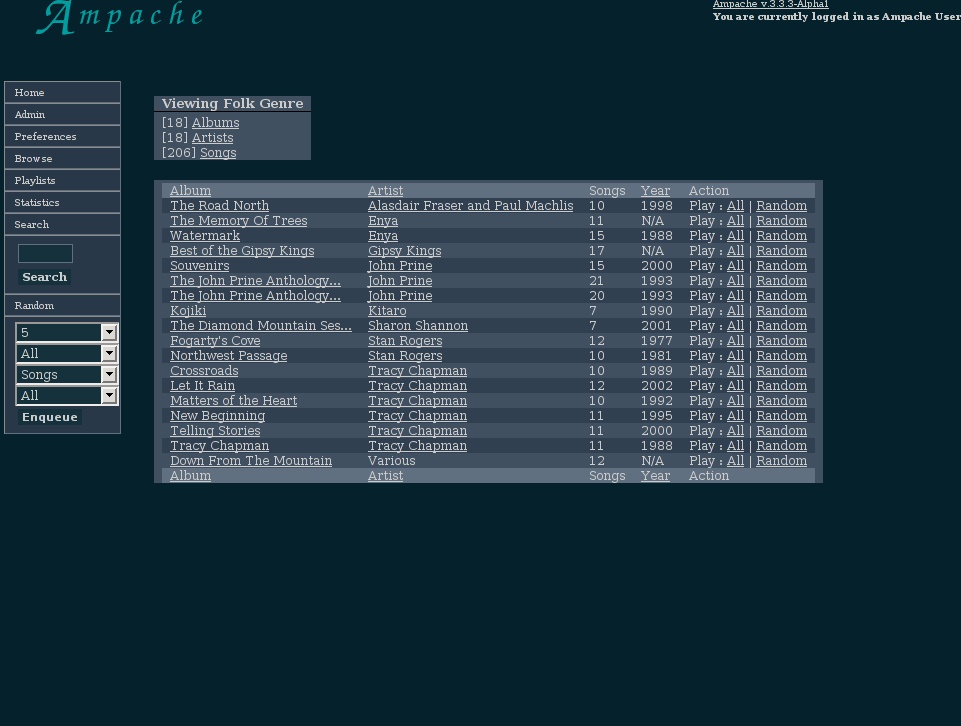 Ampache
Ampache v.3.3.3-Alpha1
You are currently logged in as Ampache User
Home
Admin
Preferences
Browse
Playlists
Statistics
Search
Search
Random
5
All
Songs
All
Enqueue
Viewing Folk Genre
[18] Albums
[18] Artists
[206] Songs
Album Artist Songs Year Action
The Road North Alasdair Fraser and Paul Machlis 10 1998 Play : All | Random
The Memory Of Trees Enya 11 N/A Play : All | Random
Watermark Enya 15 1988 Play : All | Random
Best of the Gipsy Kings Gipsy Kings 17 N/A Play : All | Random
Souvenirs John Prine 15 2000 Play : All | Random
The John Prine Anthology... John Prine 21 1993 Play : All | Random
The John Prine Anthology... John Prine 20 1993 Play : All | Random
Kojiki Kitaro 7 1990 Play : All | Random
The Diamond Mountain Ses... Sharon Shannon 7 2001 Play : All | Random
Fogarty's Cove Stan Rogers 12 1977 Play : All | Random
Northwest Passage Stan Rogers 10 1981 Play : All | Random
Crossroads Tracy Chapman 10 1989 Play : All | Random
Let It Rain Tracy Chapman 12 2002 Play : All | Random
Matters of the Heart Tracy Chapman 10 1992 Play : All | Random
New Beginning Tracy Chapman 11 1995 Play : All | Random
Telling Stories Tracy Chapman 11 2000 Play : All | Random
Tracy Chapman Tracy Chapman 11 1988 Play : All | Random
Down From The Mountain Various 12 N/A Play : All | Random
Album Artist Songs Year Action